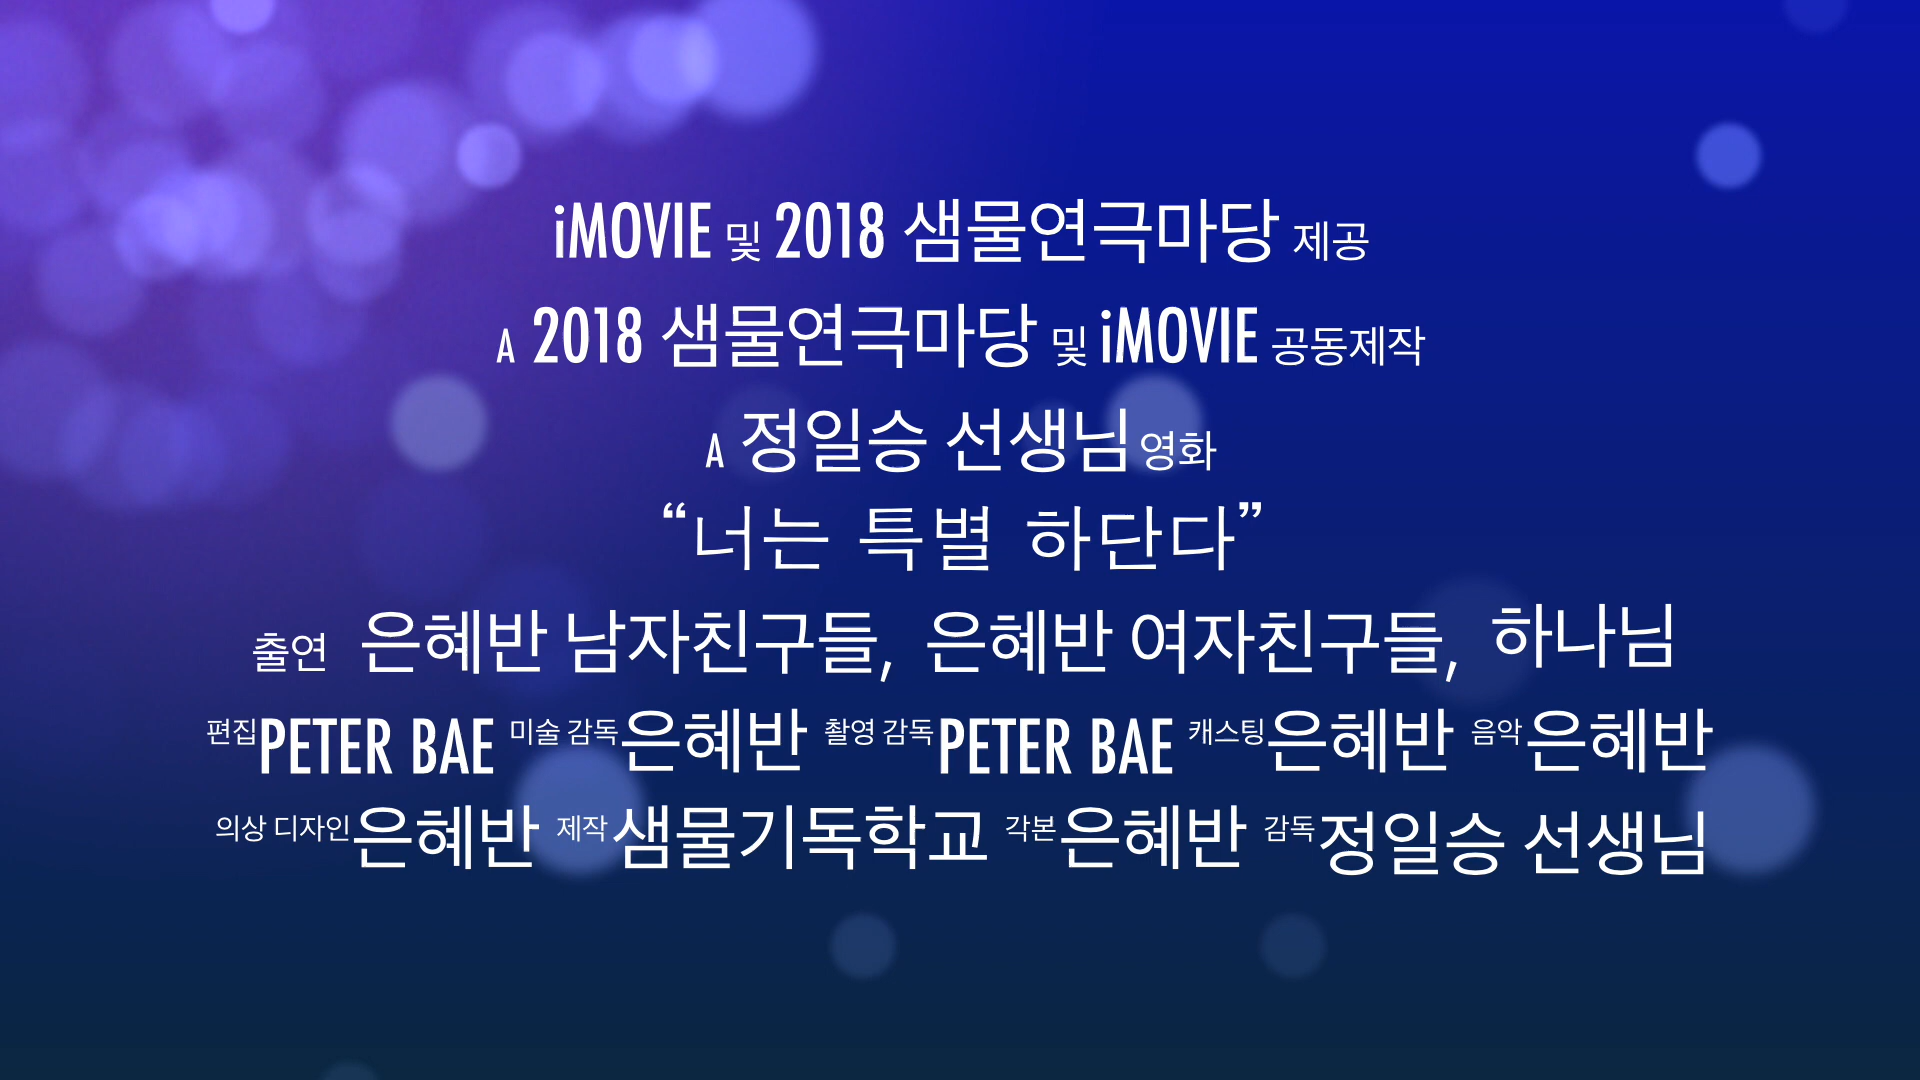 iMOVIE 및 2018 샘물연극마당 제공
A 2018 샘물연극마당 및 iMOVIE 공동제작
A 정일승 선생님 영화
“너는 특별 하단다”
출연 은혜반 남자친구들, 은혜반 여자친구들, 하나님
편집 PETER BAE 미술 감독 은혜반 촬영 감독 PETER BAE 캐스팅 은혜반 음악 은혜반
의상 디자인 은혜반 제작 샘물기독학교 각본 은혜반 감독 정일승 선생님